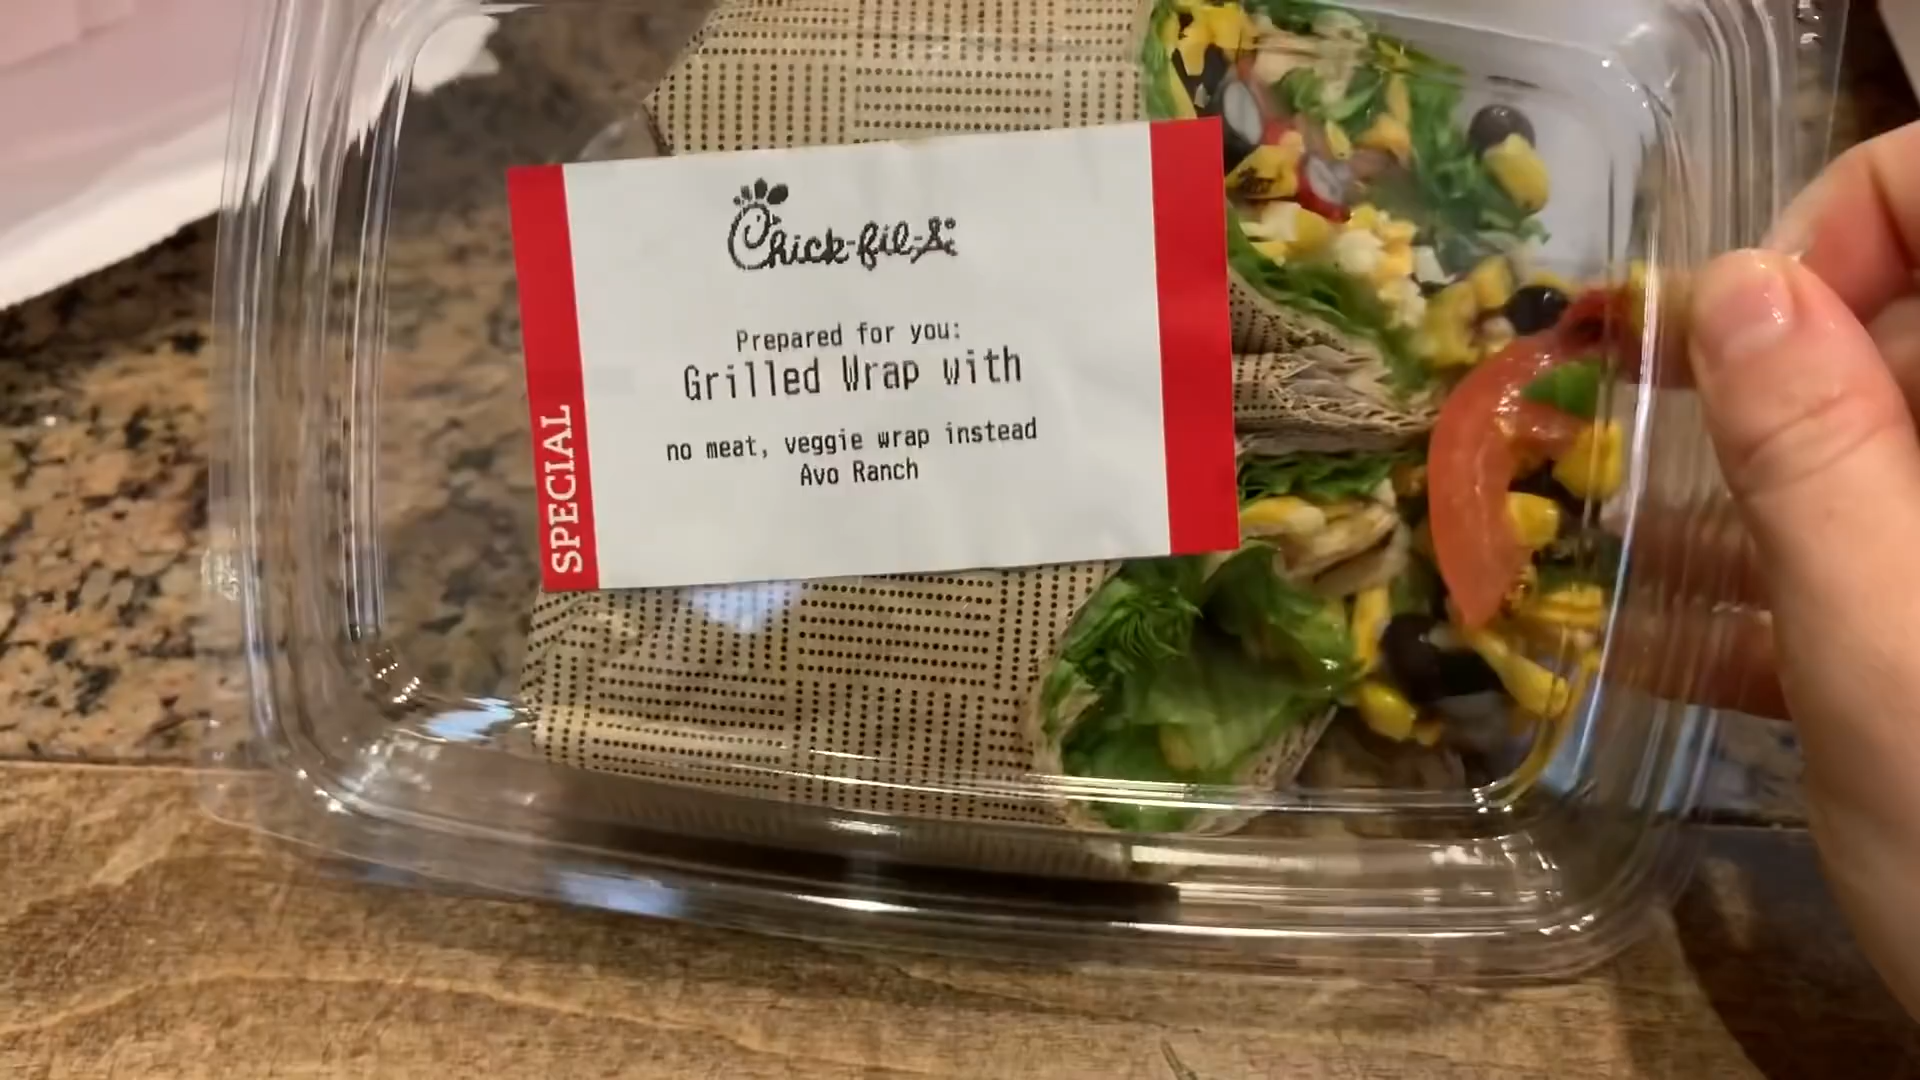 Chick-fil-A
Prepared for you:
Grilled Wrap with
no meat, veggie wrap instead
Avo Ranch
SPECIAL